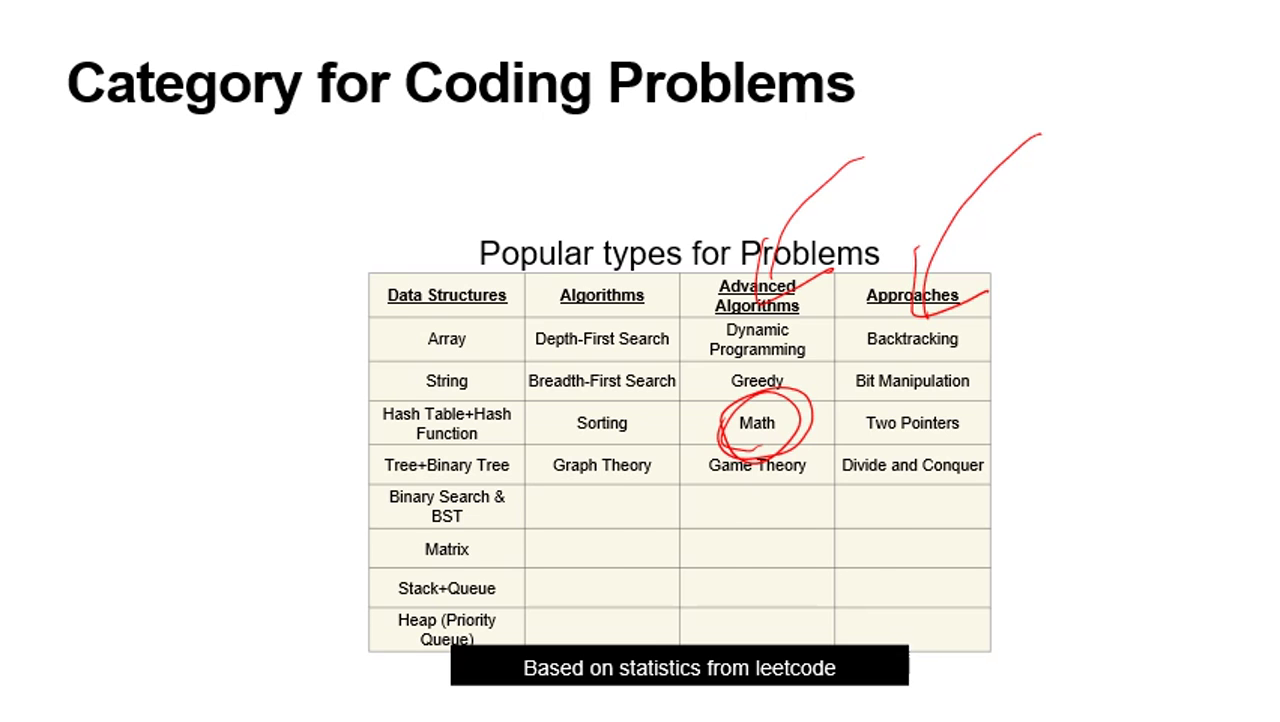 Category for Coding Problems
Popular types for Problems
Data Structures Algorithms Advanced Algorithms Approaches
Array Depth-First Search Dynamic Programming Backtracking
String Breadth-First Search Greedy Bit Manipulation
Hash Table+Hash Function Sorting Math Two Pointers
Tree+Binary Tree Graph Theory Game Theory Divide and Conquer
Binary Search & BST
Matrix
Stack+Queue
Heap (Priority Queue)
Based on statistics from leetcode